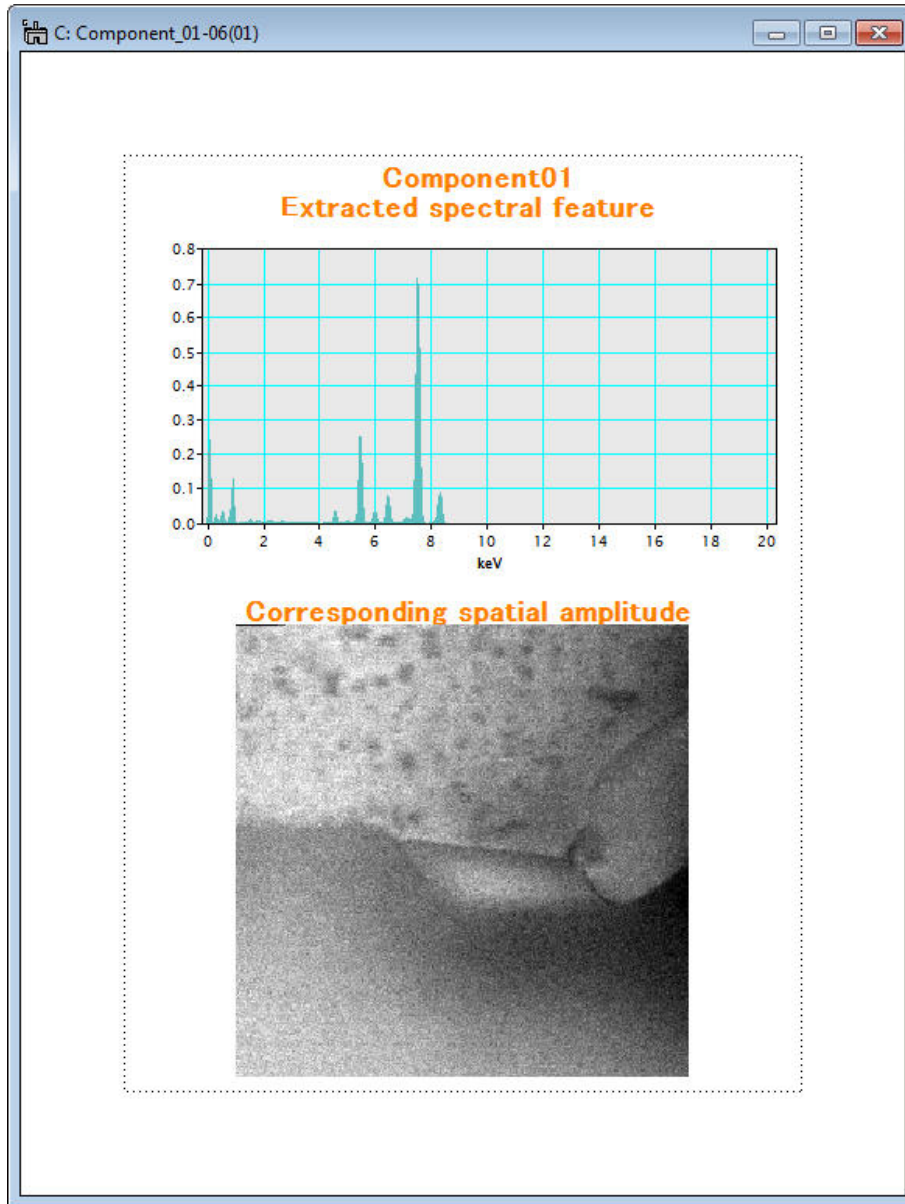 C: Component_01-06(01)
Component01
Extracted spectral feature
0.8
0.7
0.6
0.5
0.4
0.3
0.2
0.1
0.0
0 2 4 6 8 10 12 14 16 18 20
keV
Corresponding spatial amplitude